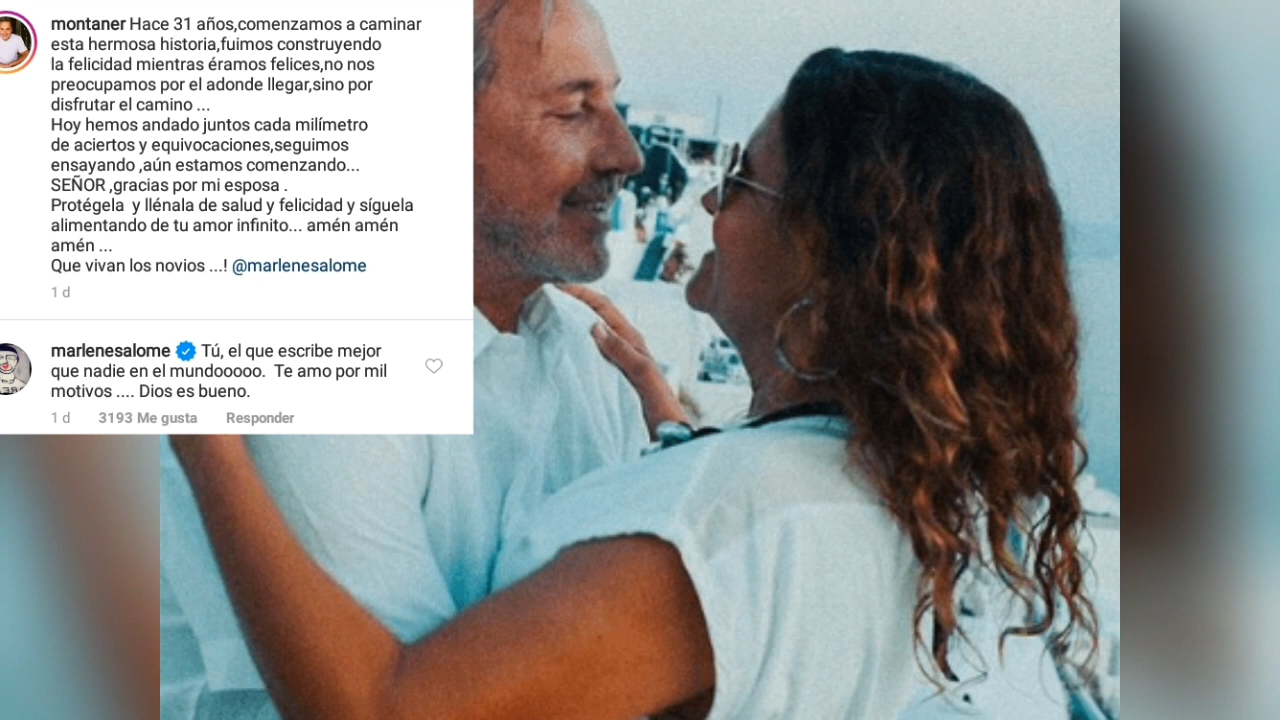 montaner Hace 31 años,comenzamos a caminar
esta hermosa historia,fuimos construyendo
la felicidad mientras éramos felices,no nos
preocupamos por el adonde llegar,sino por
disfrutar el camino ...
Hoy hemos andado juntos cada milímetro
de aciertos y equivocaciones,seguimos
ensayando ,aún estamos comenzando...
SEÑOR ,gracias por mi esposa .
Protégela y llénala de salud y felicidad y síguela
alimentando de tu amor infinito... amén amén
amén ...
Que vivan los novios ...! @marlenesalome
1 d
marlenesalome Tú, el que escribe mejor
que nadie en el mundooooo. Te amo por mil
motivos .... Dios es bueno.
1 d 3193 Me gusta Responder